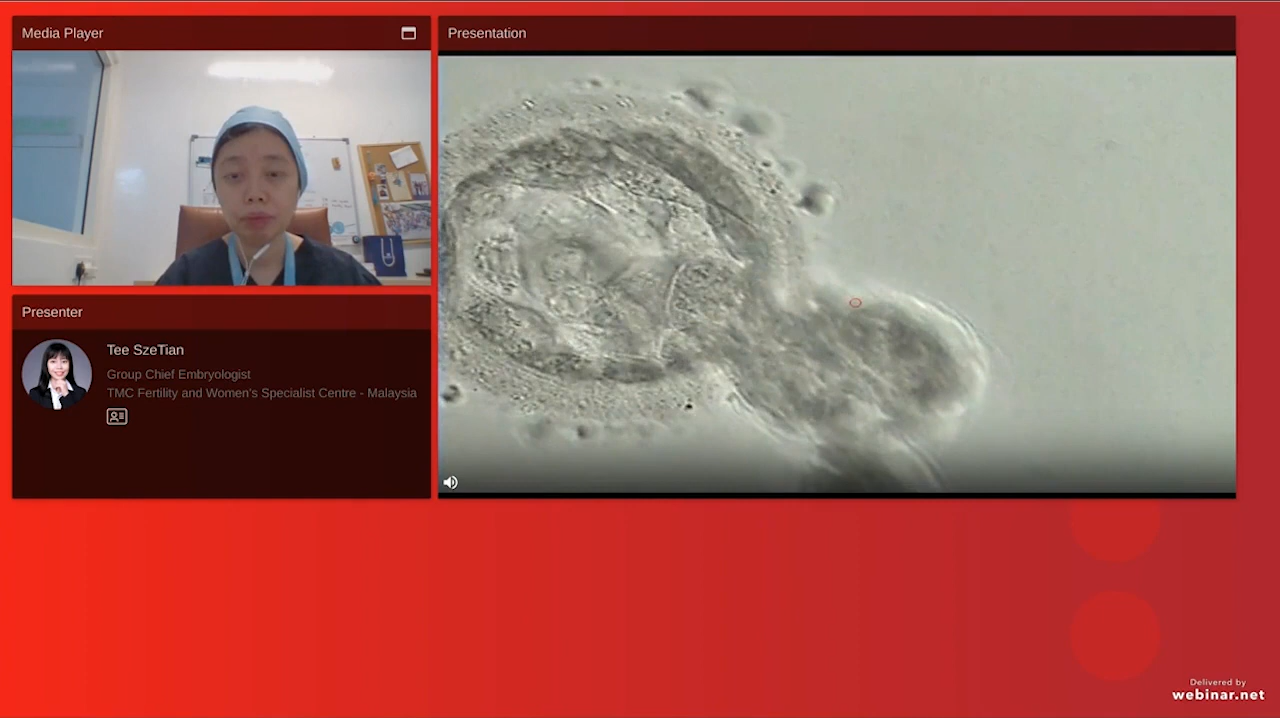 Media Player
Presentation
Presenter
Tee SzeTian
Group Chief Embryologist
TMC Fertility and Women's Specialist Centre - Malaysia
Delivered by
webinar.net